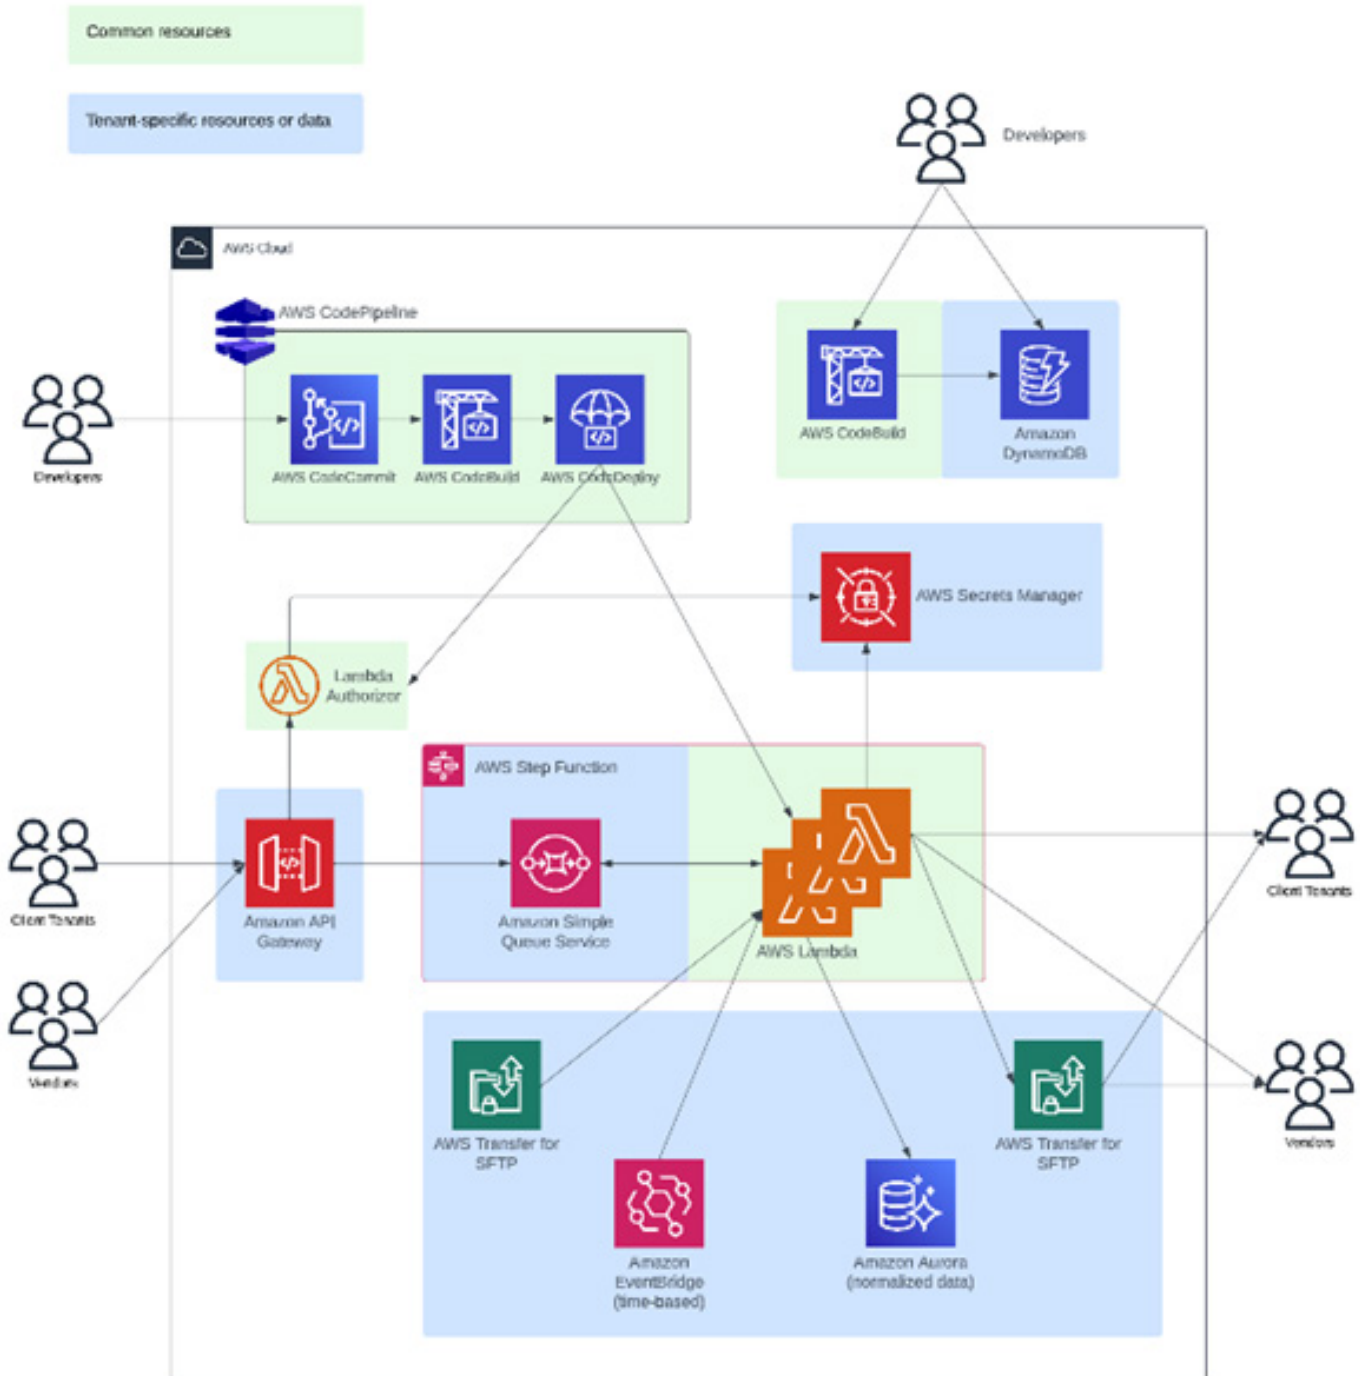 Common resources
Tenant-specific resources or data
Developers
AWS Cloud
AWS CodePipeline
AWS CodeCommit
AWS CodeBuild
AWS CodeDeploy
Developers
AWS CodeBuild
Amazon
DynamoDB
AWS Secrets Manager
Lambda
Authorizer
AWS Step Function
Client Tenants
Amazon API
Gateway
Amazon Simple
Queue Service
AWS Lambda
Client Tenants
Vendors
AWS Transfer for
SFTP
AWS Transfer for
SFTP
Vendors
Amazon
EventBridge
(time-based)
Amazon Aurora
(normalized data)